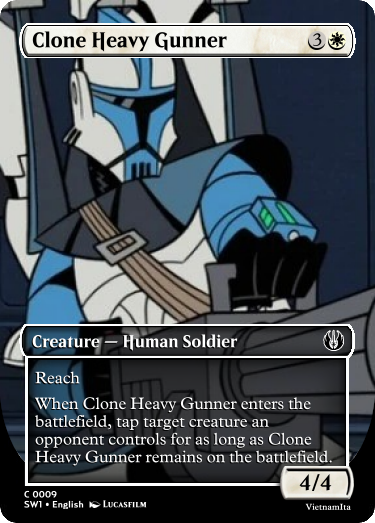 Clone Heavy Gunner 3
Creature — Human Soldier
Reach
When Clone Heavy Gunner enters the
battlefield, tap target creature an
opponent controls for as long as Clone
Heavy Gunner remains on the battlefield.
4/4
C 0009
SW1 • English LUCASFILM
VietnamIta